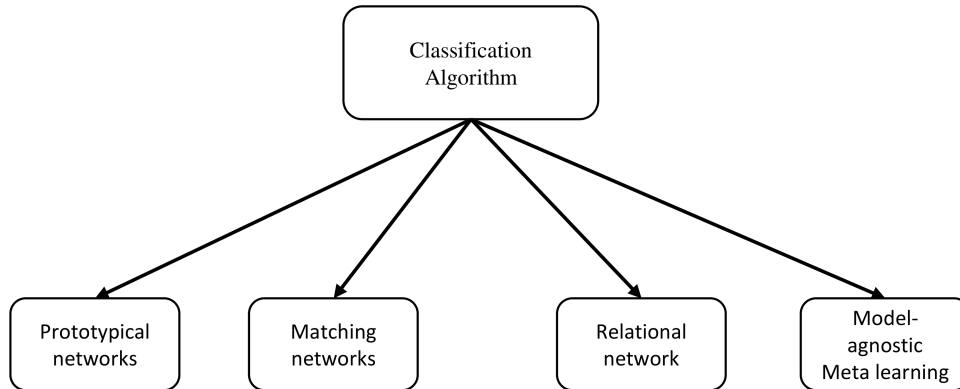 Classification
Algorithm
Prototypical
networks
Matching
networks
Relational
network
Model-
agnostic
Meta learning